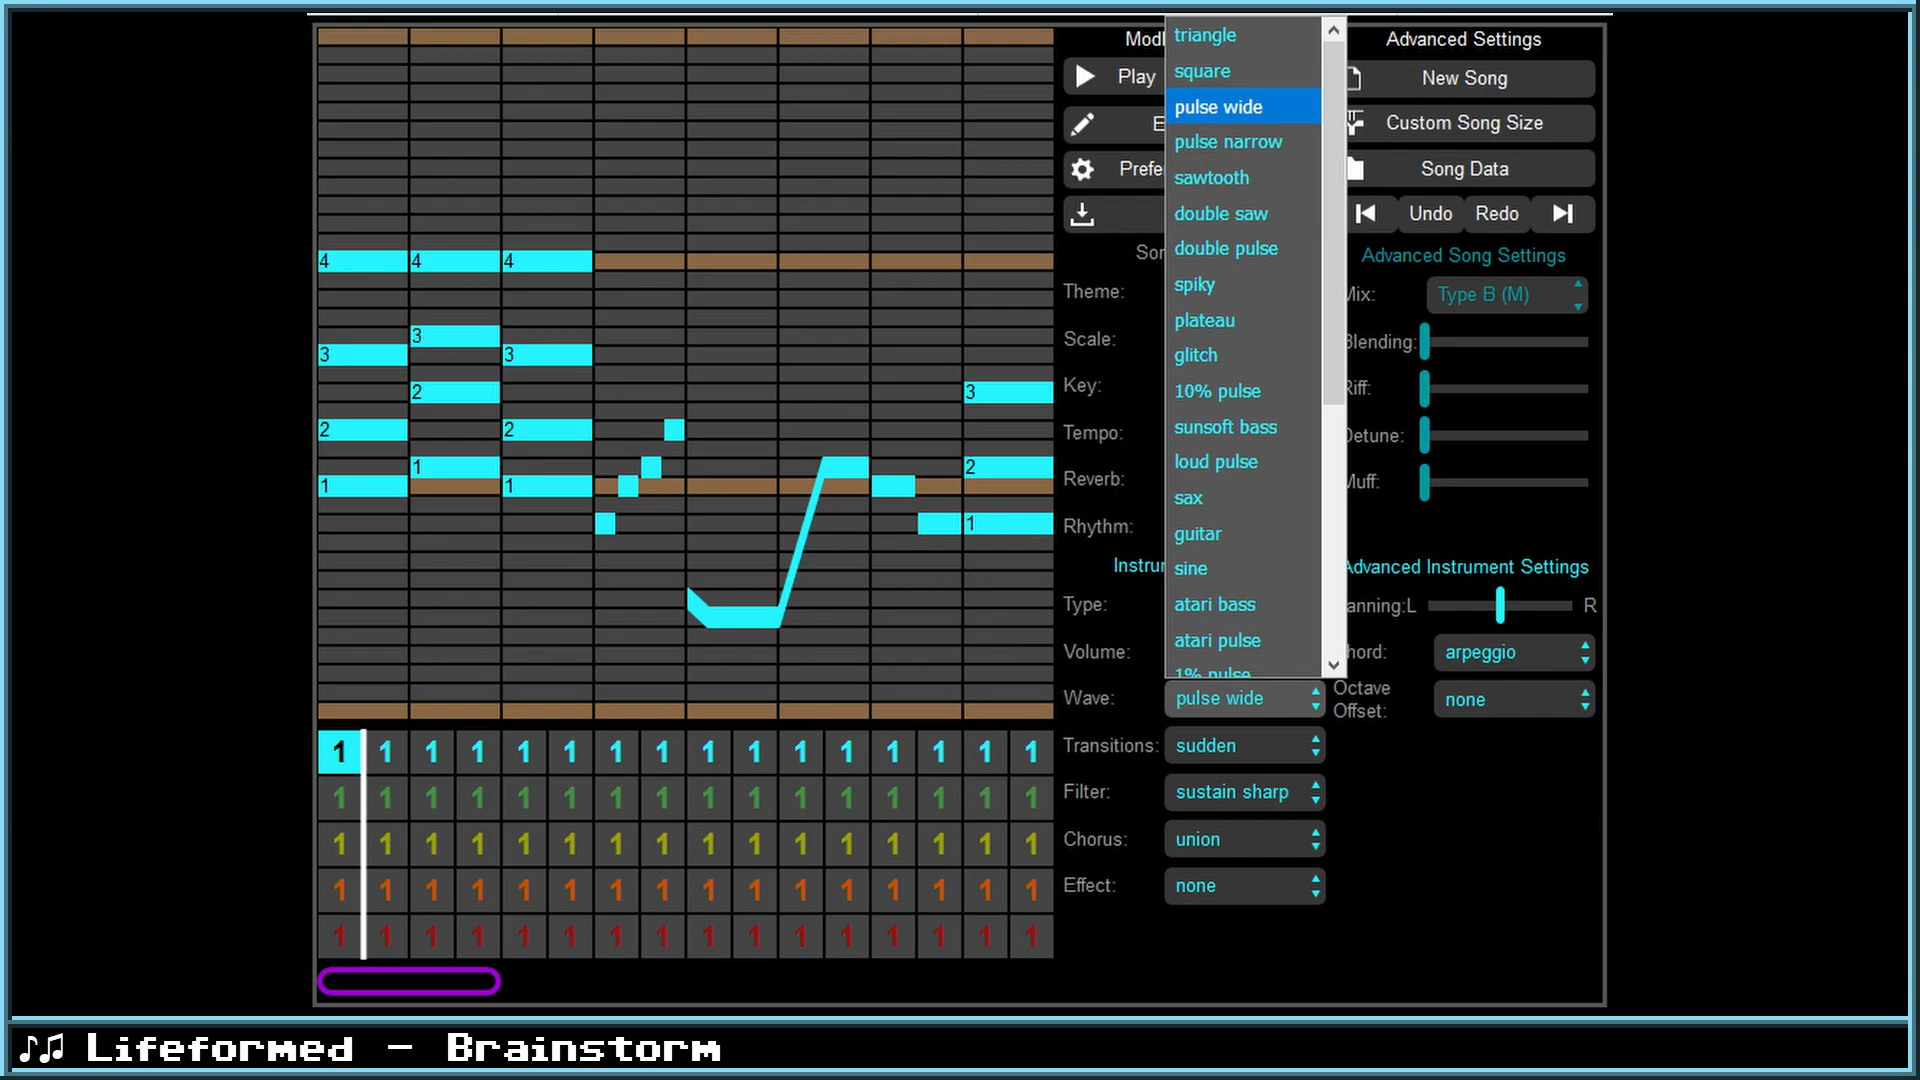 ModB
Play
E
Prefe
Son
Theme:
Scale:
Key:
Tempo:
Reverb:
Rhythm:
Instrum
Type:
Volume:
Wave: pulse wide
Transitions: sudden
Filter: sustain sharp
Chorus: union
Effect: none
triangle
square
pulse wide
pulse narrow
sawtooth
double saw
double pulse
spiky
plateau
glitch
10% pulse
sunsoft bass
loud pulse
sax
guitar
sine
atari bass
atari pulse
1% pulse
Advanced Settings
New Song
Custom Song Size
Song Data
Undo Redo
Advanced Song Settings
Mix: Type B (M)
Blending:
Riff:
Detune:
Muff:
Advanced Instrument Settings
anning:L R
hord: arpeggio
Octave
Offset: none
4 4 4
3
3 3
2 3
2 2
1 2
1 1
1
1 1 1 1 1 1 1 1 1 1 1 1 1 1 1 1
1 1 1 1 1 1 1 1 1 1 1 1 1 1 1 1
1 1 1 1 1 1 1 1 1 1 1 1 1 1 1 1
1 1 1 1 1 1 1 1 1 1 1 1 1 1 1 1
1 1 1 1 1 1 1 1 1 1 1 1 1 1 1 1
Lifeformed - Brainstorm